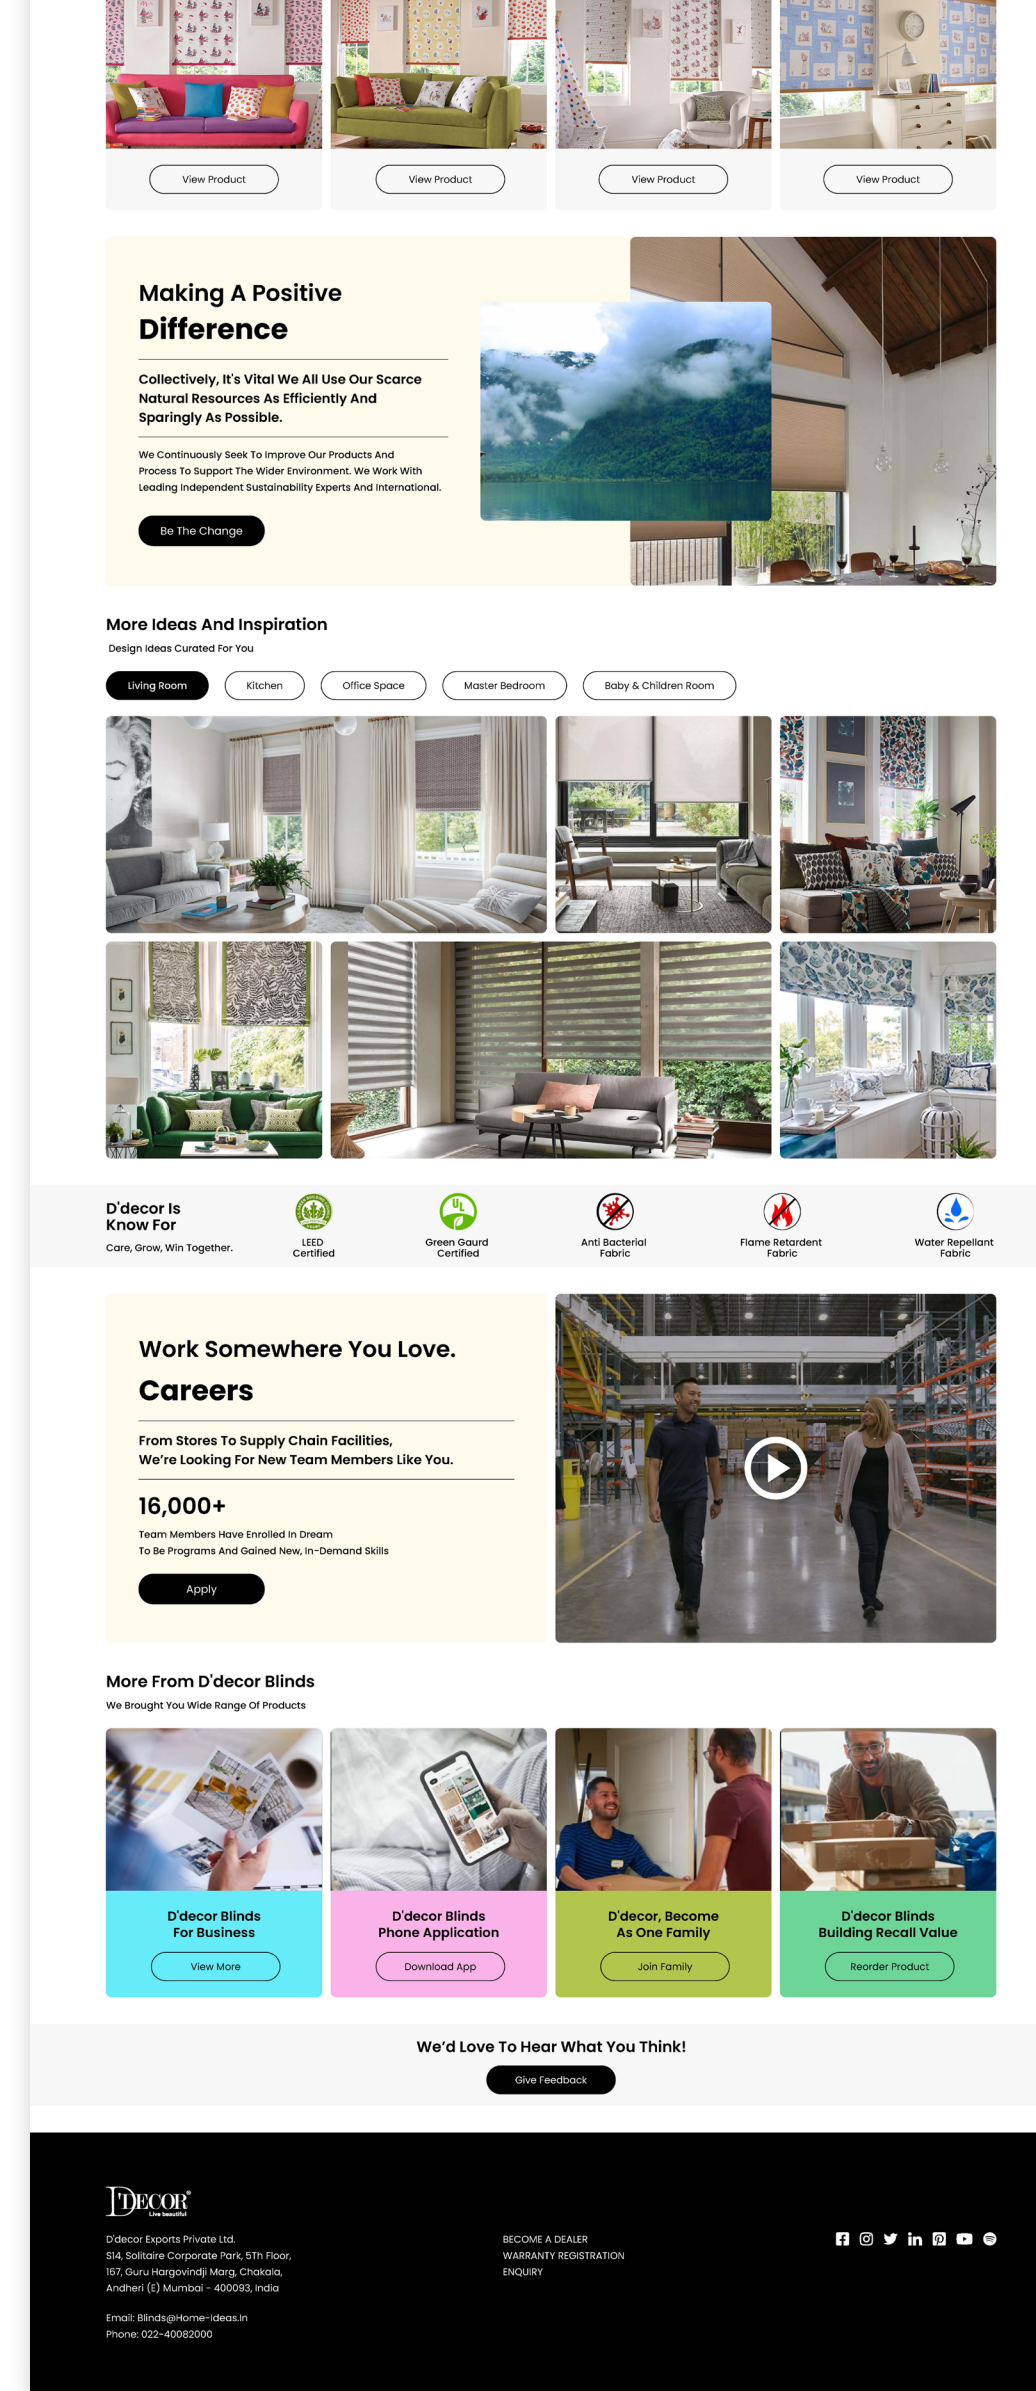 View Product
View Product
View Product
View Product
Making A Positive
Difference
Collectively, It's Vital We All Use Our Scarce
Natural Resources As Efficiently And
Sparingly As Possible.
We Continuously Seek To Improve Our Products And
Process To Support The Wider Environment. We Work With
Leading Independent Sustainability Experts And International.
Be The Change
More Ideas And Inspiration
Design Ideas Curated For You
Living Room
Kitchen
Office Space
Master Bedroom
Baby & Children Room
D'decor Is
Know For
Care, Grow, Win Together.
LEED
Certified
UL
Green Gaurd
Certified
Anti Bacterial
Fabric
Flame Retardent
Fabric
Water Repellant
Fabric
Work Somewhere You Love.
Careers
From Stores To Supply Chain Facilities,
We're Looking For New Team Members Like You.
16,000+
Team Members Have Enrolled In Dream
To Be Programs And Gained New, In-Demand Skills
Apply
More From D'decor Blinds
We Brought You Wide Range Of Products
D'decor Blinds
For Business
View More
D'decor Blinds
Phone Application
Download App
D'decor, Become
As One Family
Join Family
D'decor Blinds
Building Recall Value
Reorder Product
We'd Love To Hear What You Think!
Give Feedback
D'DECOR®
Live beautiful
D'decor Exports Private Ltd.
S14, Solitaire Corporate Park, 5Th Floor,
167, Guru Hargovindji Marg, Chakala,
Andheri (E) Mumbai - 400093, India
Email: Blinds@Home-Ideas.In
Phone: 022-40082000
BECOME A DEALER
WARRANTY REGISTRATION
ENQUIRY